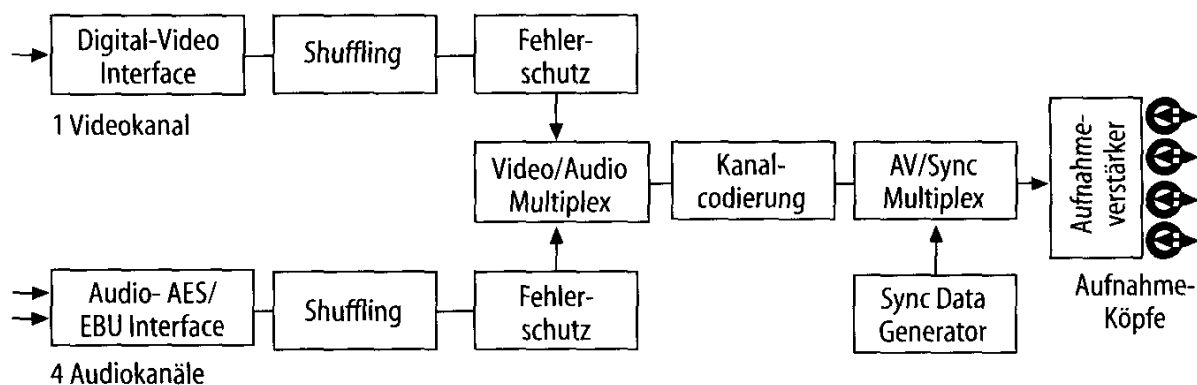 Digital-Video
Interface
Shuffling
Fehler-
schutz
1 Videokanal
Video/Audio
Multiplex
Kanal-
codierung
AV/Sync
Multiplex
Aufnahme-
verstärker
Audio- AES/
EBU Interface
Shuffling
Fehler-
schutz
Sync Data
Generator
Aufnahme-
Köpfe
4 Audiokanäle